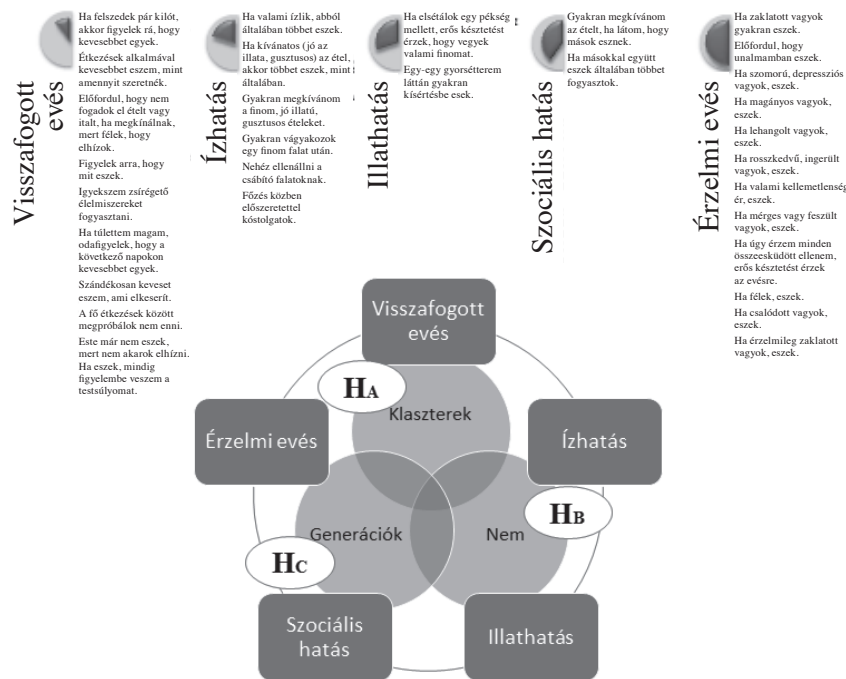 Visszafogott
evés
Ha felszedek pár kilót,
akkor figyelek rá, hogy
kevesebbet egyek.
Étkezések alkalmával
kevesebbet eszem, mint
amennyit szeretnék.
Előfordul, hogy nem
fogadok el ételt vagy
italt, ha megkínálnak,
mert félek, hogy
elhízok.
Figyelek arra, hogy
mit eszek.
Igyekszem zsírégető
élelmiszereket
fogyasztani.
Ha túlettem magam,
odafigyelek, hogy a
következő napokon
kevesebbet egyek.
Szándékosan keveset
eszem, ami elkeserít.
A fő étkezések között
megpróbálok nem enni.
Este már nem eszek,
mert nem akarok elhízni.
Ha eszek, mindig
figyelembe veszem a
testsúlyomat.
Ízhatás
Ha valami ízlik, abból
általában többet eszek.
Ha kívánatos (jó az
illata, gusztusos) az étel,
akkor többet eszek, mint
általában.
Gyakran megkívánom
a finom, jó illatú,
gusztusos ételeket.
Gyakran vágyakozok
egy finom falat után.
Nehéz ellenállni a
csábító falatoknak.
Főzés közben
előszeretettel
kóstolgatok.
Illathatás
Ha elsétálok egy pékség
mellett, erős késztetést
érzek, hogy vegyek
valami finomat.
Egy-egy gyorsétterem
láttán gyakran
kísértésbe esek.
Szociális hatás
Gyakran megkívánom
az ételt, ha látom, hogy
mások esznek.
Ha másokkal együtt
eszek általában többet
fogyasztok.
Érzelmi evés
Ha zaklatott vagyok
gyakran eszek.
Előfordul, hogy
unalmamban eszek.
Ha szomorú, depressziós
vagyok, eszek.
Ha magányos vagyok,
eszek.
Ha lehangolt vagyok,
eszek.
Ha rosszkedvű, ingerült
vagyok, eszek.
Ha valami kellemetlenség
ér, eszek.
Ha mérges vagy feszült
vagyok, eszek.
Ha úgy érzem minden
összeesküdött ellenem,
erős késztetést érzek
az evésre.
Ha félek, eszek.
Ha csalódott vagyok,
eszek.
Ha érzelmileg zaklatott
vagyok, eszek.
Visszafogott
evés
HA
Klaszterek
Érzelmi evés
Ízhatás
HB
Generációk
Nem
HC
Szociális
hatás
Illathatás